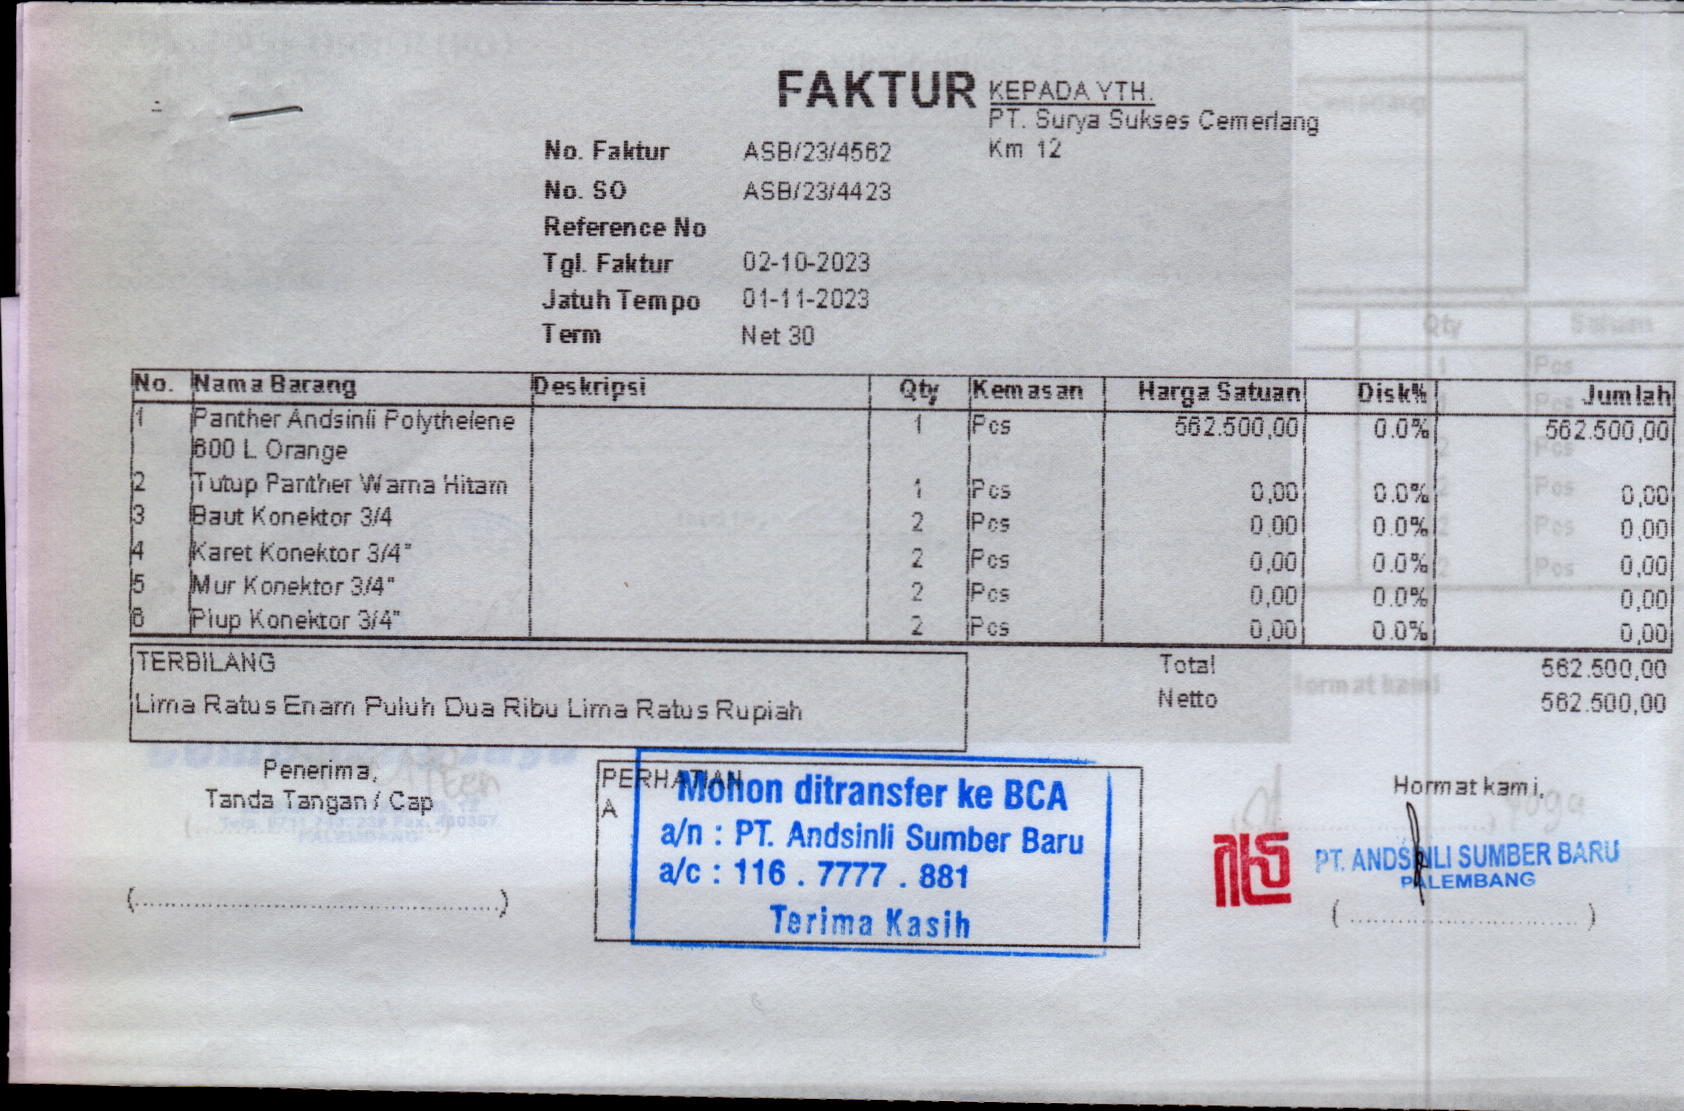 FAKTUR
KEPADA YTH.
PT. Surya Sukses Cemerlang
Km 12
No. Faktur ASB/23/4562
No. SO ASB/23/4423
Reference No
Tgl. Faktur 02-10-2023
Jatuh Tempo 01-11-2023
Term Net 30
No. Nama Barang Deskripsi Qty Kemasan Harga Satuan Disk% Jumlah
1 Panther Andsinli Polythelene 1 Pcs 562.500,00 0.0% 562.500,00
600 L Orange
2 Tutup Panther Warna Hitam 1 Pcs 0,00 0.0% 0,00
3 Baut Konektor 3/4 2 Pcs 0,00 0.0% 0,00
4 Karet Konektor 3/4" 2 Pcs 0,00 0.0% 0,00
5 Mur Konektor 3/4" 2 Pcs 0,00 0.0% 0,00
6 Plup Konektor 3/4" 2 Pcs 0,00 0.0% 0,00
TERBILANG
Lima Ratus Enam Puluh Dua Ribu Lima Ratus Rupiah
Total 562.500,00
Netto 562.500,00
Penerima,
Tanda Tangan / Cap
PERHATIAN
A
Mohon ditransfer ke BCA
a/n : PT. Andsinli Sumber Baru
a/c : 116 . 7777 . 881
Terima Kasih
Hormat kami,
PT. ANDSINLI SUMBER BARU
PALEMBANG